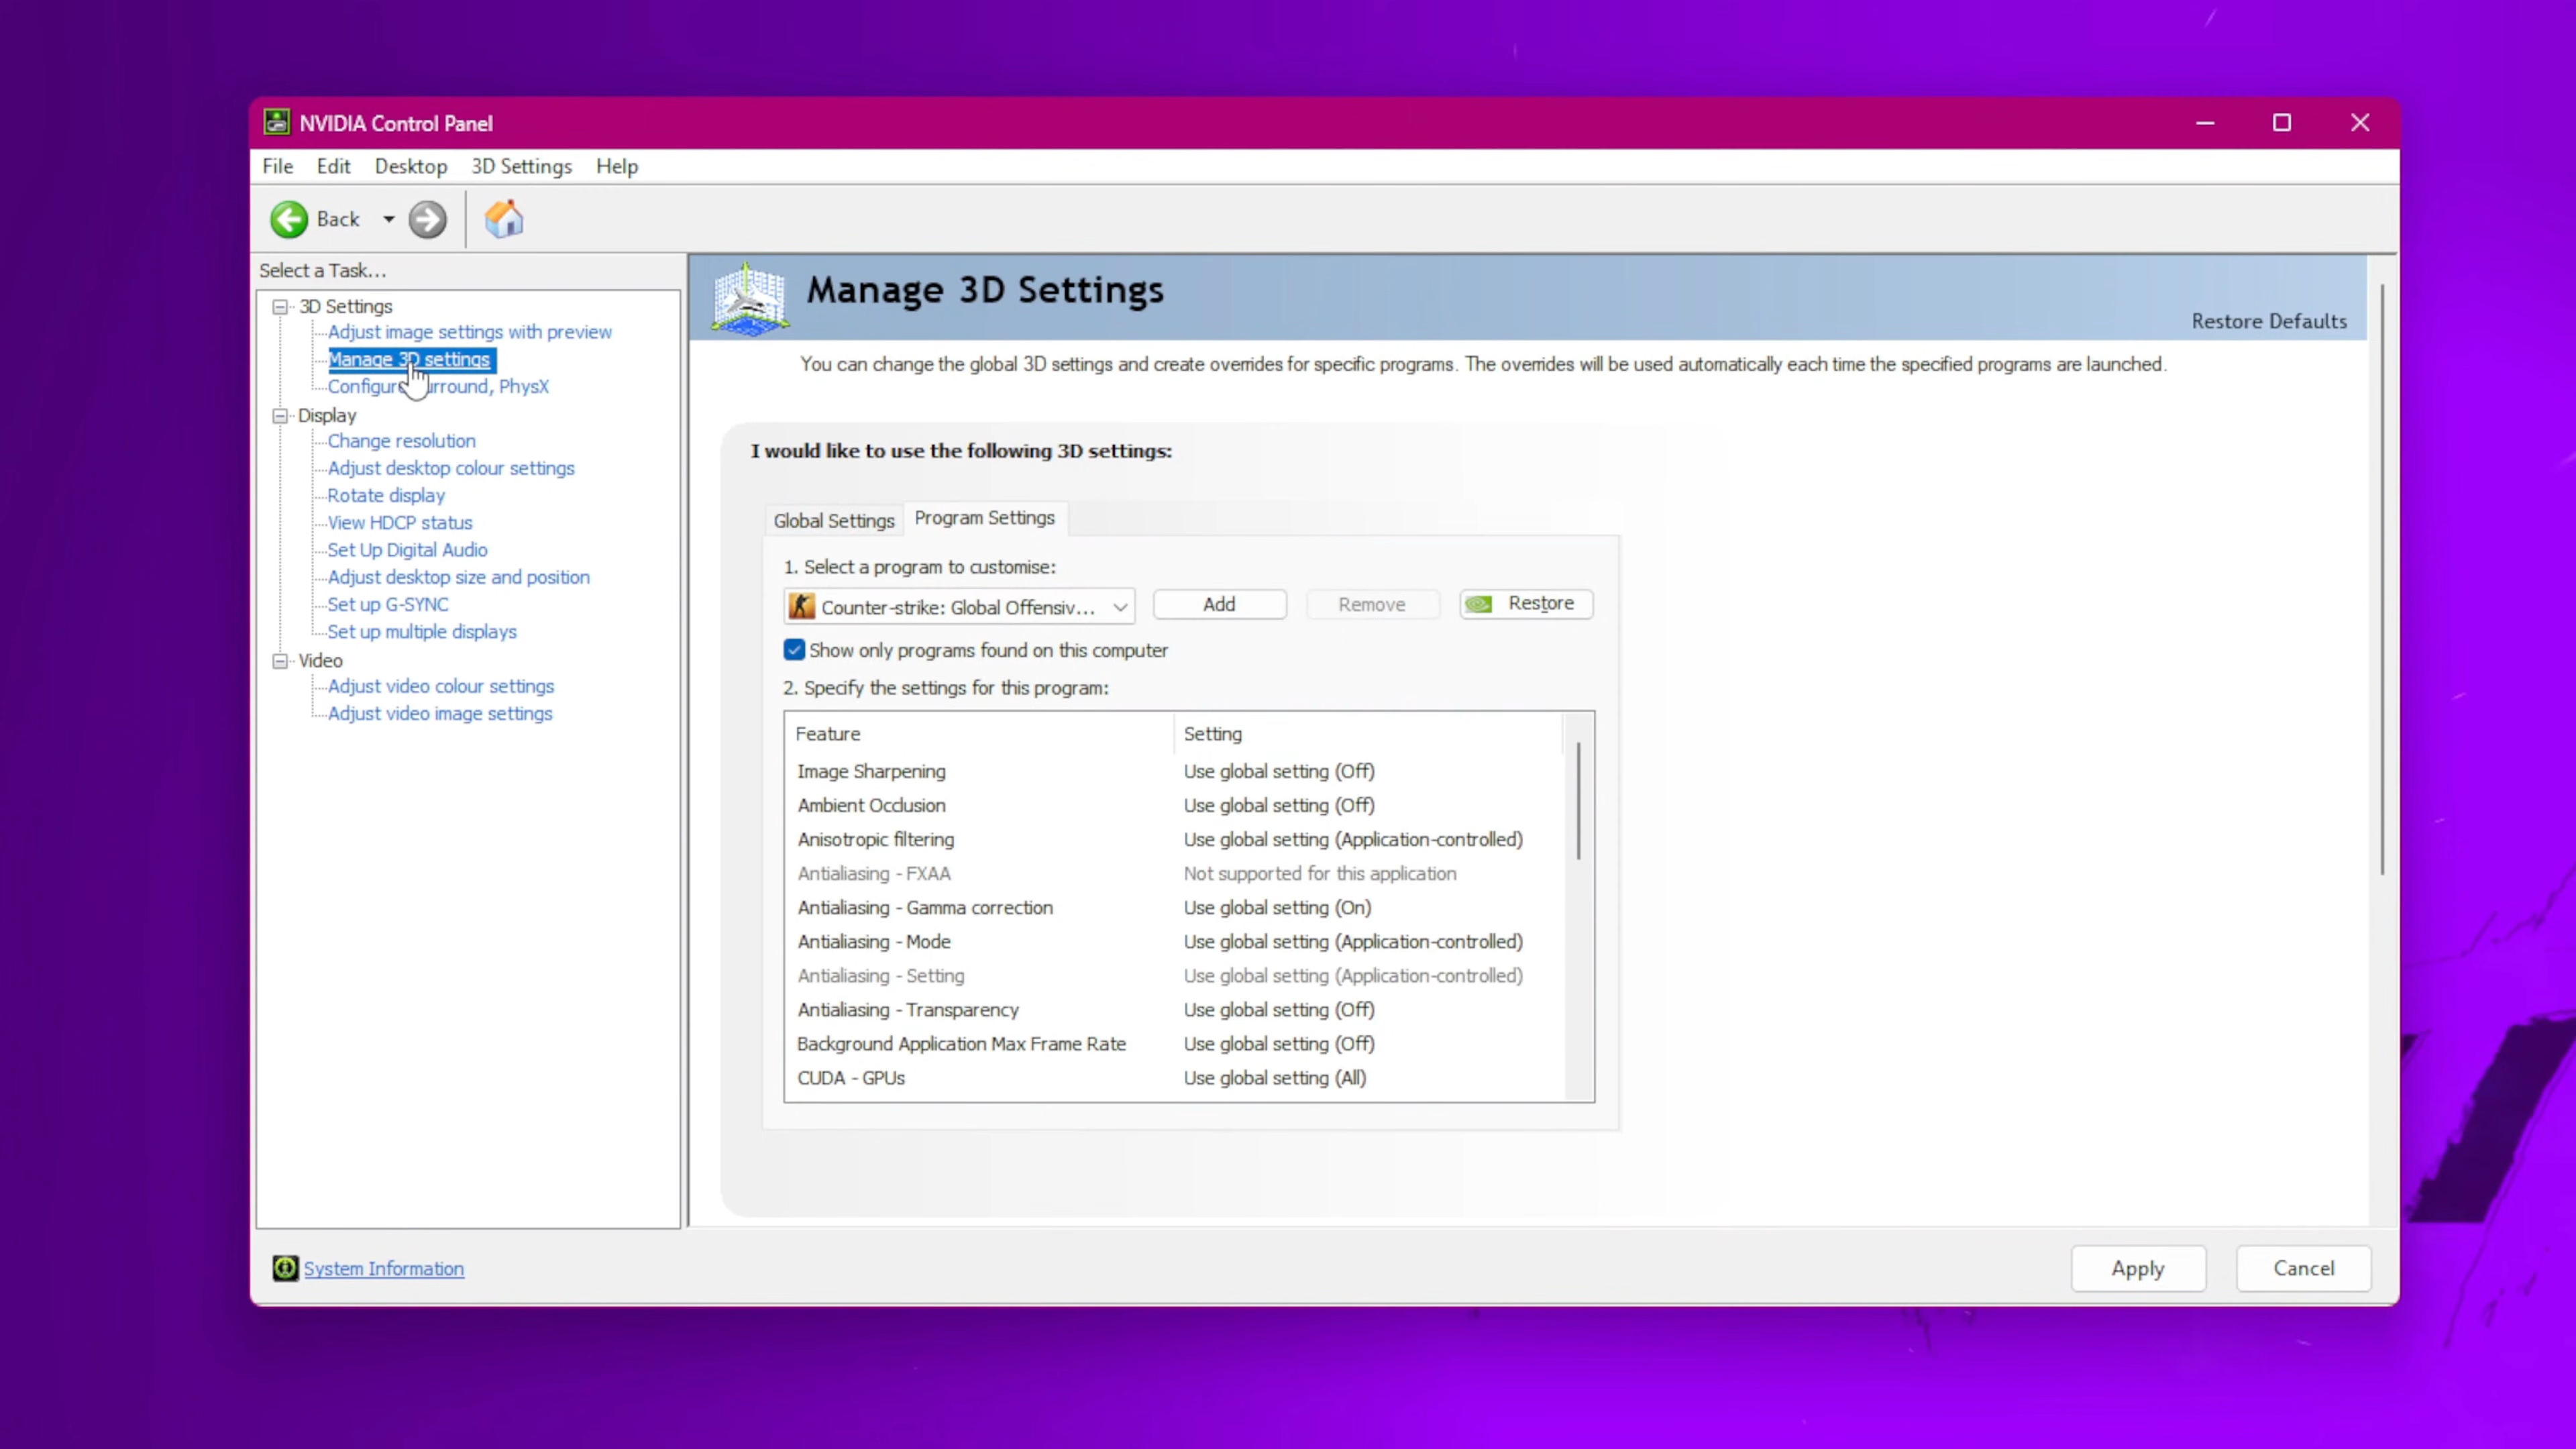 NVIDIA Control Panel
File Edit Desktop 3D Settings Help
Back
Select a Task...
3D Settings
Adjust image settings with preview
Manage 3D settings
Configure Surround, PhysX
Display
Change resolution
Adjust desktop colour settings
Rotate display
View HDCP status
Set Up Digital Audio
Adjust desktop size and position
Set up G-SYNC
Set up multiple displays
Video
Adjust video colour settings
Adjust video image settings
System Information
Manage 3D Settings
Restore Defaults
You can change the global 3D settings and create overrides for specific programs. The overrides will be used automatically each time the specified programs are launched.
I would like to use the following 3D settings:
Global Settings Program Settings
1. Select a program to customise:
Counter-strike: Global Offensiv... Add Remove Restore
Show only programs found on this computer
2. Specify the settings for this program:
Feature Setting
Image Sharpening Use global setting (Off)
Ambient Occlusion Use global setting (Off)
Anisotropic filtering Use global setting (Application-controlled)
Antialiasing - FXAA Not supported for this application
Antialiasing - Gamma correction Use global setting (On)
Antialiasing - Mode Use global setting (Application-controlled)
Antialiasing - Setting Use global setting (Application-controlled)
Antialiasing - Transparency Use global setting (Off)
Background Application Max Frame Rate Use global setting (Off)
CUDA - GPUs Use global setting (All)
Apply Cancel